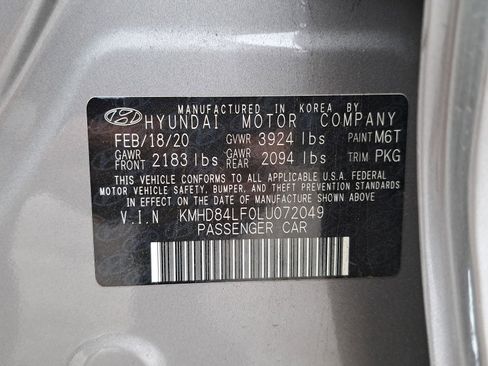 MANUFACTURED IN KOREA BY
HYUNDAI MOTOR COMPANY
FEB/18/20 GVWR 3924 lbs PAINT M6T
GAWR FRONT 2183 lbs GAWR REAR 2094 lbs TRIM PKG
THIS VEHICLE CONFORMS TO ALL APPLICABLE U.S.A. FEDERAL
MOTOR VEHICLE SAFETY, BUMPER, AND THEFT PREVENTION STANDARDS
IN EFFECT ON THE DATE OF MANUFACTURE SHOWN ABOVE
V.I.N KMHD84LF0LU072049
PASSENGER CAR